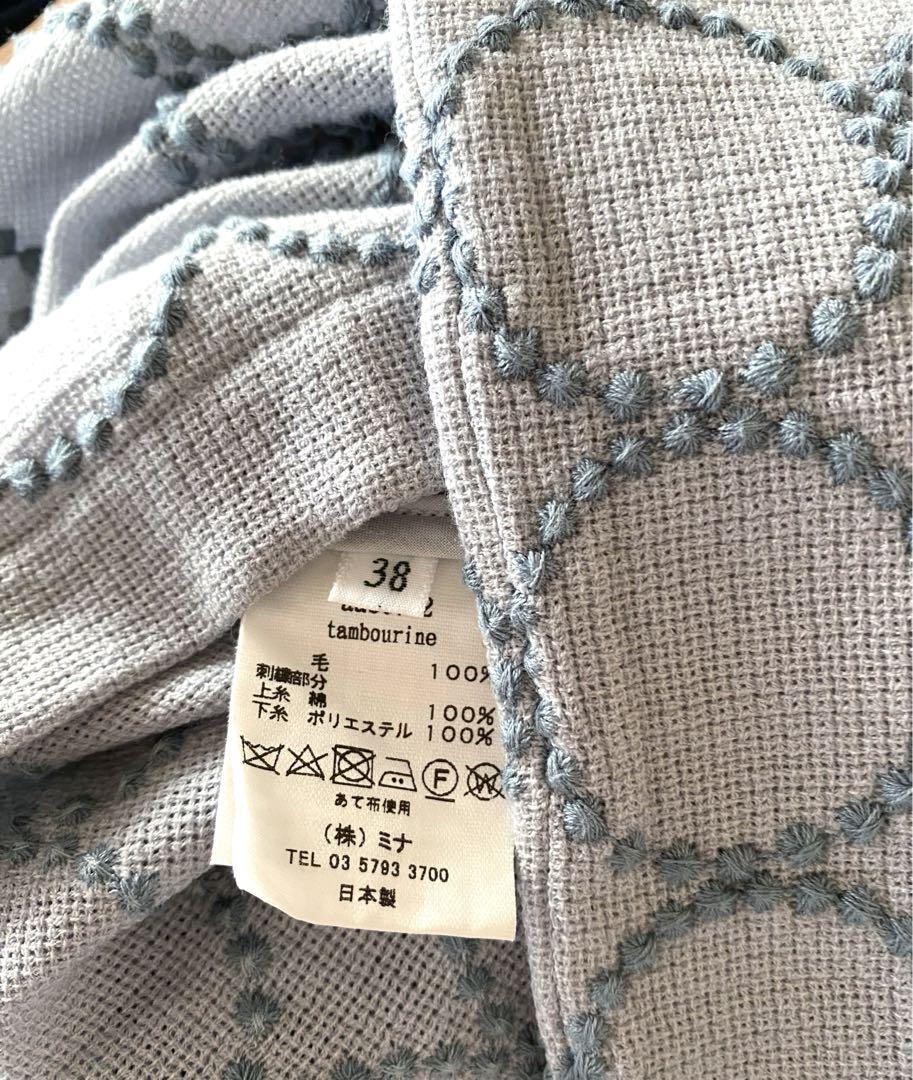 38
tambourine
毛 100%
刺繍部分
上糸 綿 100%
下糸 ポリエステル 100%
F W
あて布使用
(株)ミナ
TEL 03 5793 3700
日本製